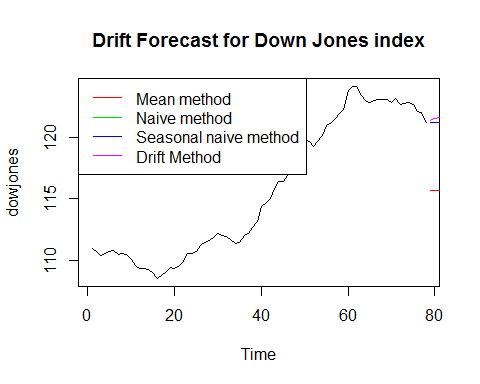 Drift Forecast for Down Jones index
dowjones
120
115
110
Mean method
Naive method
Seasonal naive method
Drift Method
0 20 40 60 80
Time